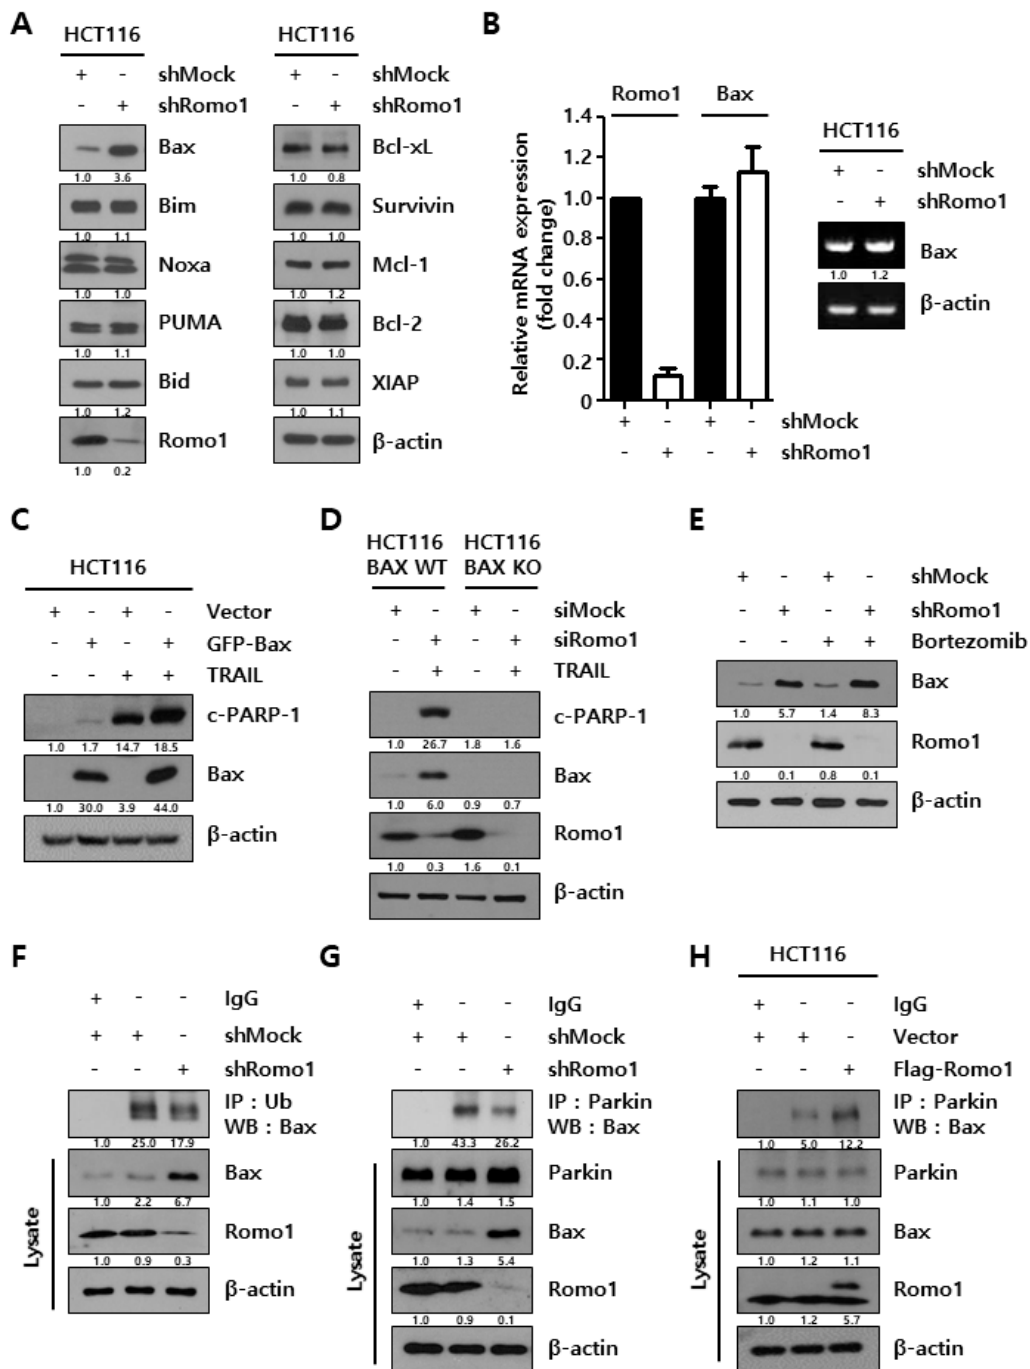 A
HCT116
+ - shMock
- + shRomo1
Bax
1.0 3.6
Bim
1.0 1.1
Noxa
1.0 1.0
PUMA
1.0 1.1
Bid
1.0 1.2
Romo1
1.0 0.2
HCT116
+ - shMock
- + shRomo1
Bcl-xL
1.0 0.8
Survivin
1.0 1.0
Mcl-1
1.0 1.2
Bcl-2
1.0 1.0
XIAP
1.0 1.1
β-actin
B
Relative mRNA expression
(fold change)
Romo1 Bax
1.4
1.2
1.0
0.8
0.6
0.4
0.2
0
+ - + - shMock
- + - + shRomo1
HCT116
+ - shMock
- + shRomo1
Bax
1.0 1.2
β-actin
C
HCT116
+ - + - Vector
- + - + GFP-Bax
- - + + TRAIL
c-PARP-1
1.0 1.7 14.7 18.5
Bax
1.0 30.0 3.9 44.0
β-actin
D
HCT116 HCT116
BAX WT BAX KO
+ - + - siMock
- + - + siRomo1
- + - + TRAIL
c-PARP-1
1.0 26.7 1.8 1.6
Bax
1.0 6.0 0.9 0.7
Romo1
1.0 0.3 1.6 0.1
β-actin
E
+ - + - shMock
- + - + shRomo1
- - + + Bortezomib
Bax
1.0 5.7 1.4 8.3
Romo1
1.0 0.1 0.8 0.1
β-actin
F
+ - - IgG
+ + - shMock
- - + shRomo1
IP : Ub
WB : Bax
1.0 25.0 17.9
Lysate
Bax
1.0 2.2 6.7
Romo1
1.0 0.9 0.3
β-actin
G
+ - - IgG
+ + - shMock
- - + shRomo1
IP : Parkin
WB : Bax
1.0 43.3 26.2
Lysate
Parkin
1.0 1.4 1.5
Bax
1.0 1.3 5.4
Romo1
1.0 0.9 0.1
β-actin
H
HCT116
+ - - IgG
+ + - Vector
- - + Flag-Romo1
IP : Parkin
WB : Bax
1.0 5.0 12.2
Lysate
Parkin
1.0 1.1 1.0
Bax
1.0 1.2 1.1
Romo1
1.0 1.2 5.7
β-actin